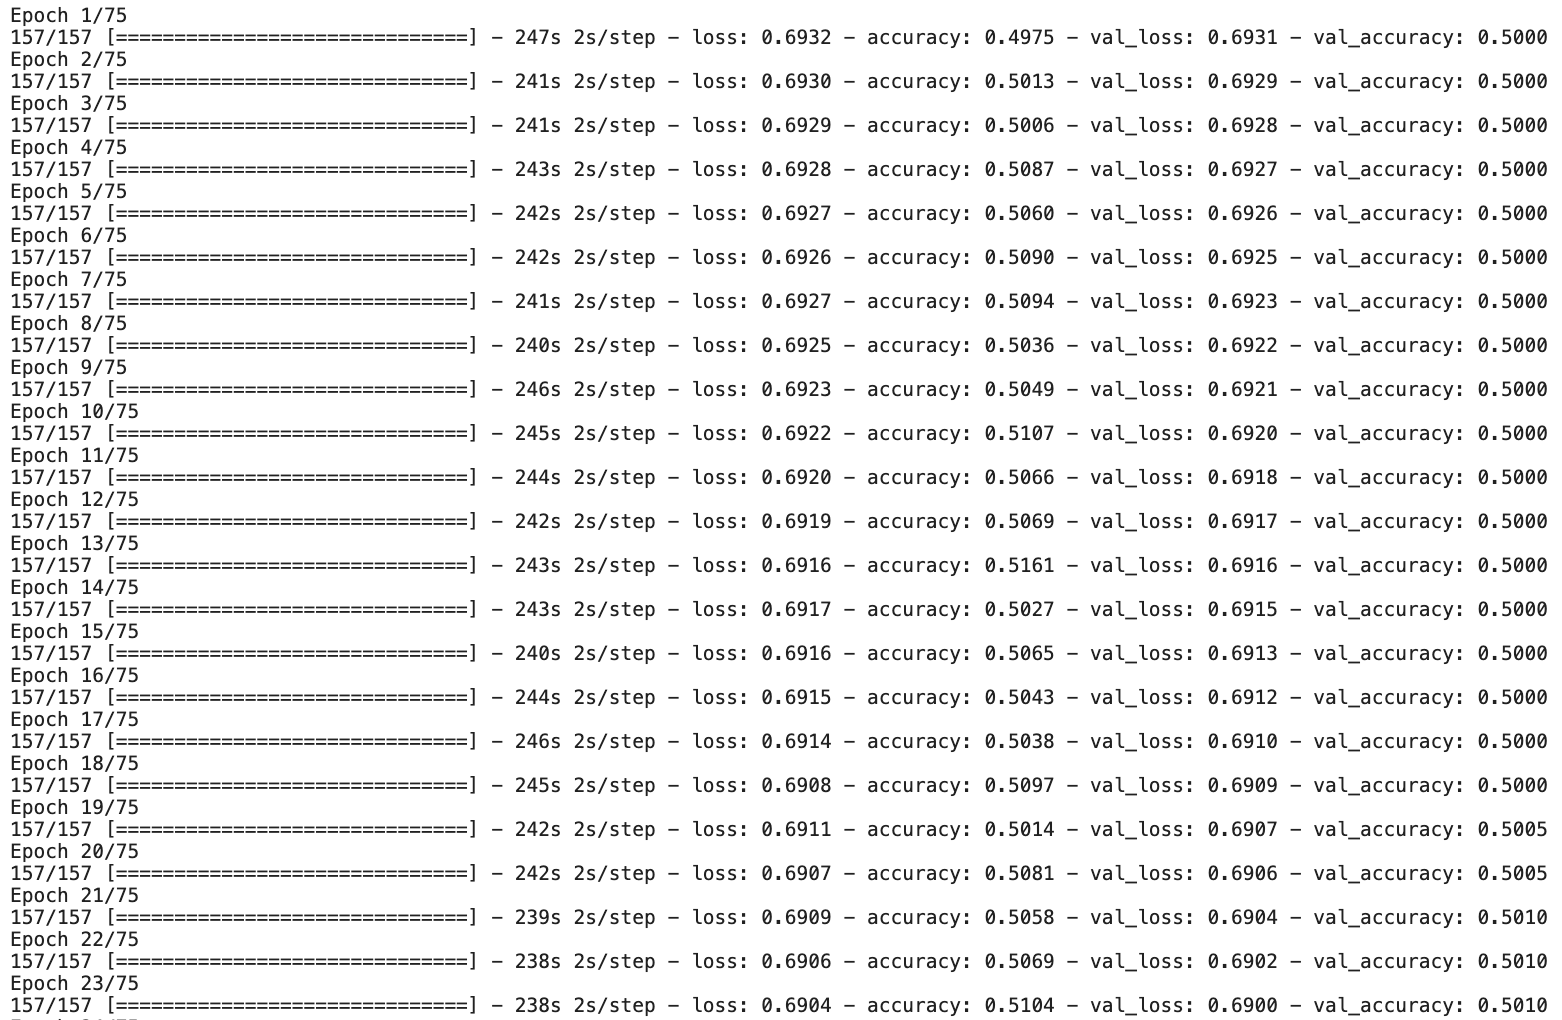 Epoch 1/75
157/157 [==============================] - 247s 2s/step - loss: 0.6932 - accuracy: 0.4975 - val_loss: 0.6931 - val_accuracy: 0.5000
Epoch 2/75
157/157 [==============================] - 241s 2s/step - loss: 0.6930 - accuracy: 0.5013 - val_loss: 0.6929 - val_accuracy: 0.5000
Epoch 3/75
157/157 [==============================] - 241s 2s/step - loss: 0.6929 - accuracy: 0.5006 - val_loss: 0.6928 - val_accuracy: 0.5000
Epoch 4/75
157/157 [==============================] - 243s 2s/step - loss: 0.6928 - accuracy: 0.5087 - val_loss: 0.6927 - val_accuracy: 0.5000
Epoch 5/75
157/157 [==============================] - 242s 2s/step - loss: 0.6927 - accuracy: 0.5060 - val_loss: 0.6926 - val_accuracy: 0.5000
Epoch 6/75
157/157 [==============================] - 242s 2s/step - loss: 0.6926 - accuracy: 0.5090 - val_loss: 0.6925 - val_accuracy: 0.5000
Epoch 7/75
157/157 [==============================] - 241s 2s/step - loss: 0.6927 - accuracy: 0.5094 - val_loss: 0.6923 - val_accuracy: 0.5000
Epoch 8/75
157/157 [==============================] - 240s 2s/step - loss: 0.6925 - accuracy: 0.5036 - val_loss: 0.6922 - val_accuracy: 0.5000
Epoch 9/75
157/157 [==============================] - 246s 2s/step - loss: 0.6923 - accuracy: 0.5049 - val_loss: 0.6921 - val_accuracy: 0.5000
Epoch 10/75
157/157 [==============================] - 245s 2s/step - loss: 0.6922 - accuracy: 0.5107 - val_loss: 0.6920 - val_accuracy: 0.5000
Epoch 11/75
157/157 [==============================] - 244s 2s/step - loss: 0.6920 - accuracy: 0.5066 - val_loss: 0.6918 - val_accuracy: 0.5000
Epoch 12/75
157/157 [==============================] - 242s 2s/step - loss: 0.6919 - accuracy: 0.5069 - val_loss: 0.6917 - val_accuracy: 0.5000
Epoch 13/75
157/157 [==============================] - 243s 2s/step - loss: 0.6916 - accuracy: 0.5161 - val_loss: 0.6916 - val_accuracy: 0.5000
Epoch 14/75
157/157 [==============================] - 243s 2s/step - loss: 0.6917 - accuracy: 0.5027 - val_loss: 0.6915 - val_accuracy: 0.5000
Epoch 15/75
157/157 [==============================] - 240s 2s/step - loss: 0.6916 - accuracy: 0.5065 - val_loss: 0.6913 - val_accuracy: 0.5000
Epoch 16/75
157/157 [==============================] - 244s 2s/step - loss: 0.6915 - accuracy: 0.5043 - val_loss: 0.6912 - val_accuracy: 0.5000
Epoch 17/75
157/157 [==============================] - 246s 2s/step - loss: 0.6914 - accuracy: 0.5038 - val_loss: 0.6910 - val_accuracy: 0.5000
Epoch 18/75
157/157 [==============================] - 245s 2s/step - loss: 0.6908 - accuracy: 0.5097 - val_loss: 0.6909 - val_accuracy: 0.5000
Epoch 19/75
157/157 [==============================] - 242s 2s/step - loss: 0.6911 - accuracy: 0.5014 - val_loss: 0.6907 - val_accuracy: 0.5005
Epoch 20/75
157/157 [==============================] - 242s 2s/step - loss: 0.6907 - accuracy: 0.5081 - val_loss: 0.6906 - val_accuracy: 0.5005
Epoch 21/75
157/157 [==============================] - 239s 2s/step - loss: 0.6909 - accuracy: 0.5058 - val_loss: 0.6904 - val_accuracy: 0.5010
Epoch 22/75
157/157 [==============================] - 238s 2s/step - loss: 0.6906 - accuracy: 0.5069 - val_loss: 0.6902 - val_accuracy: 0.5010
Epoch 23/75
157/157 [==============================] - 238s 2s/step - loss: 0.6904 - accuracy: 0.5104 - val_loss: 0.6900 - val_accuracy: 0.5010